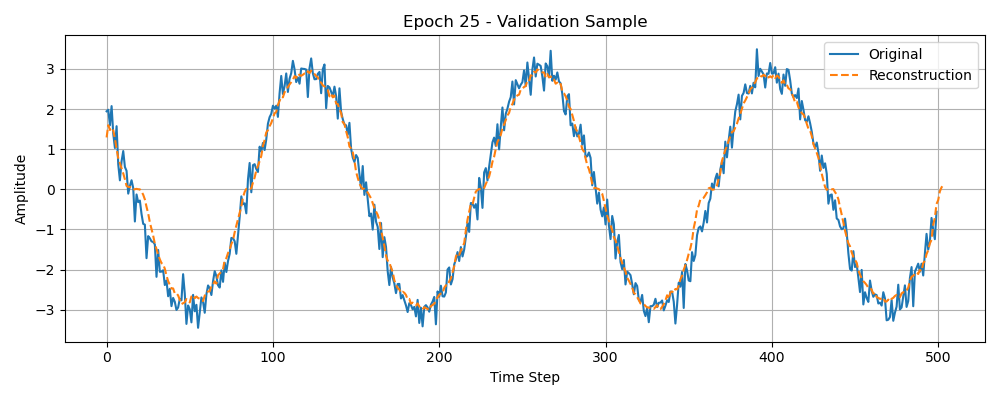 Epoch 25 - Validation Sample
Original
Reconstruction
Amplitude
3
2
1
0
−1
−2
−3
0 100 200 300 400 500
Time Step